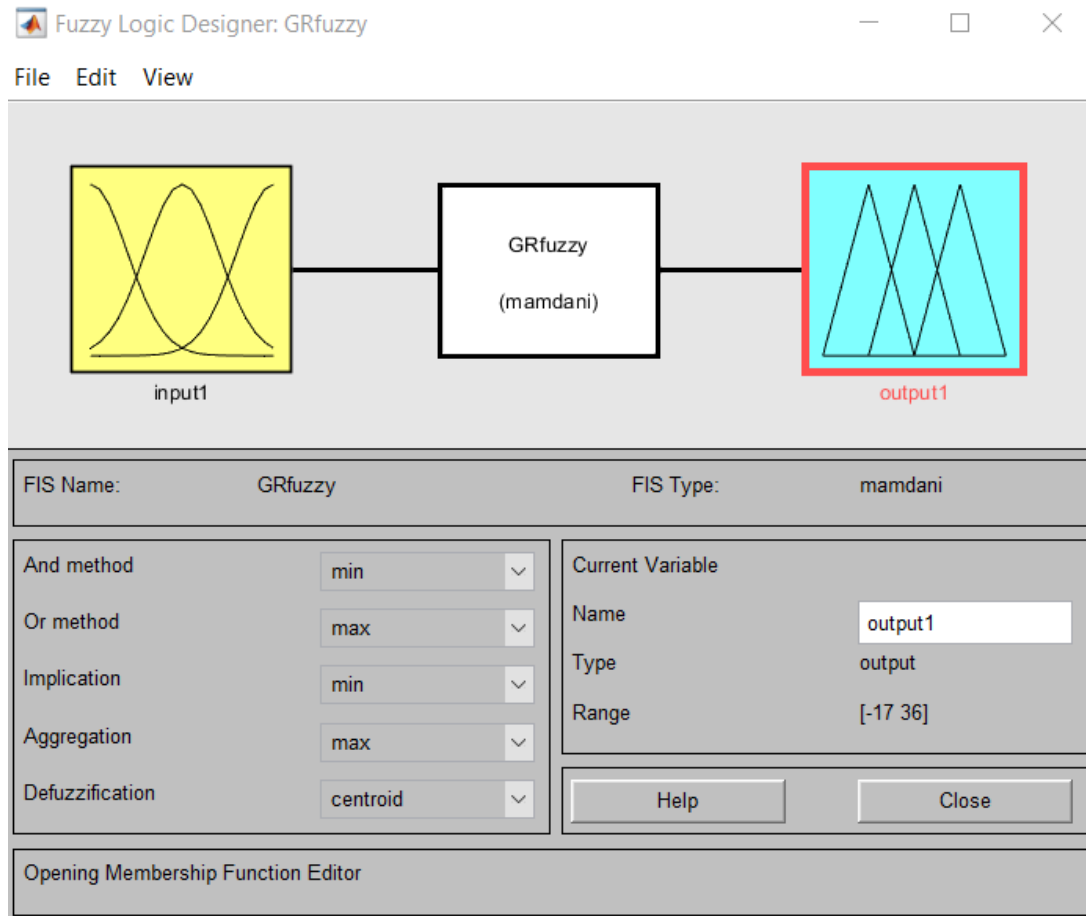 Fuzzy Logic Designer: GRfuzzy
File Edit View
GRfuzzy
(mamdani)
input1
output1
FIS Name: GRfuzzy FIS Type: mamdani
And method min
Or method max
Implication min
Aggregation max
Defuzzification centroid
Current Variable
Name output1
Type output
Range [-17 36]
Help Close
Opening Membership Function Editor